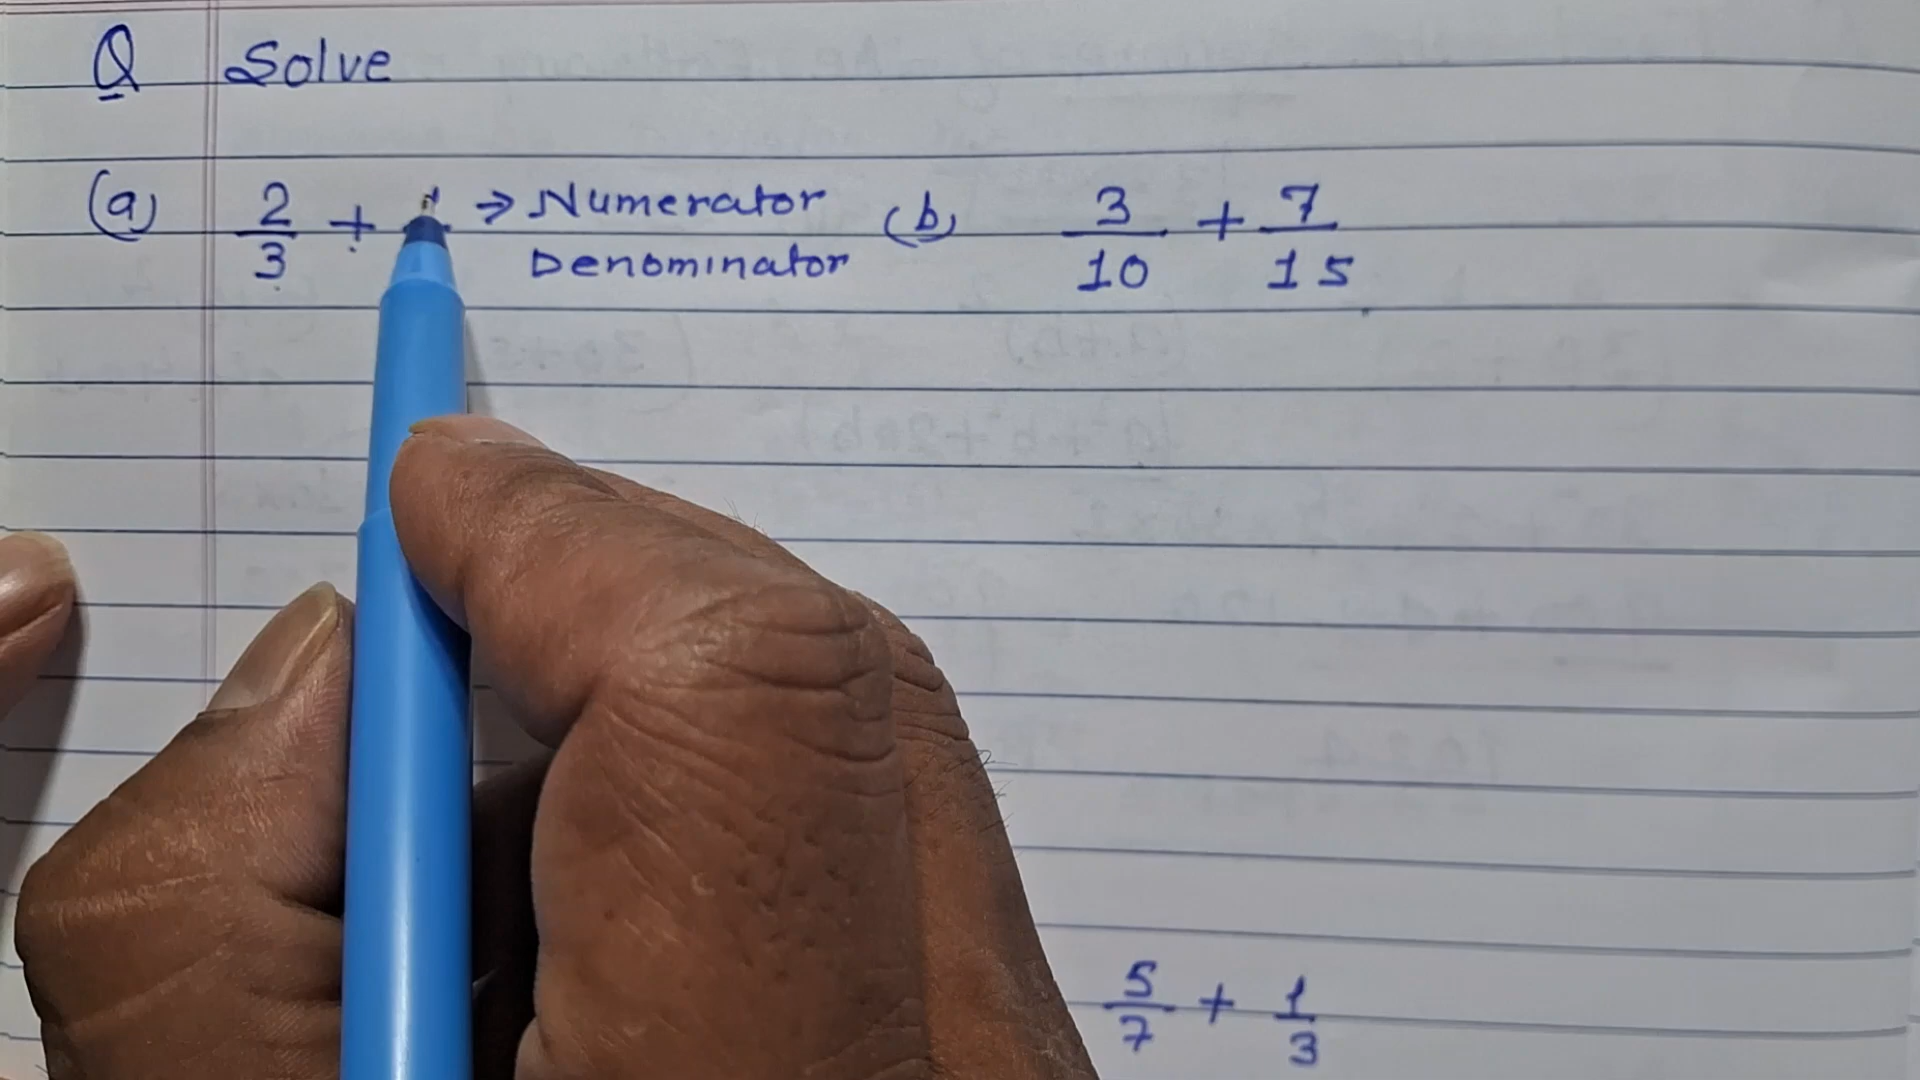 Q Solve
(a) 2/3 + → Numerator (b) 3/10 + 7/15
Denominator
5/7 + 1/3